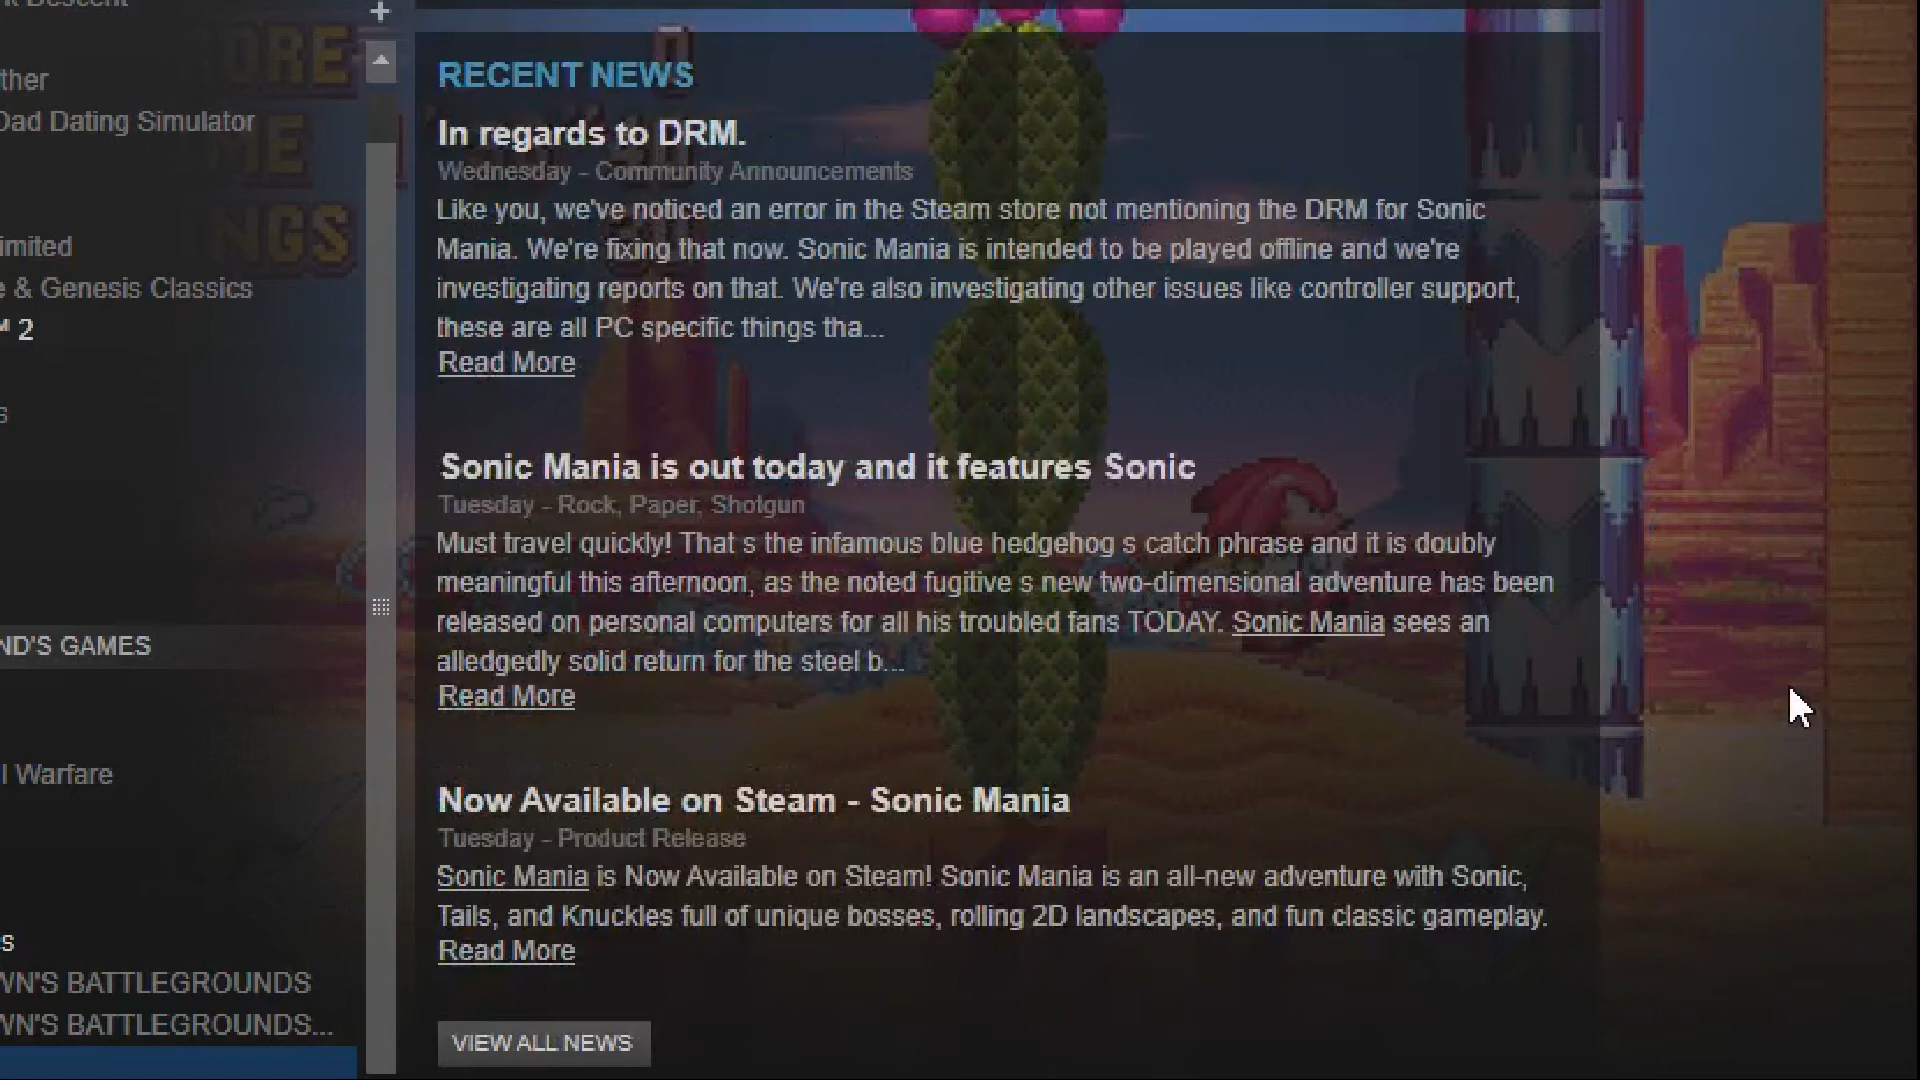 ther
Dad Dating Simulator
imited
e & Genesis Classics
™ 2
s
ND'S GAMES
l Warfare
s
WN'S BATTLEGROUNDS
WN'S BATTLEGROUNDS...
RECENT NEWS
In regards to DRM.
Wednesday - Community Announcements
Like you, we've noticed an error in the Steam store not mentioning the DRM for Sonic
Mania. We're fixing that now. Sonic Mania is intended to be played offline and we're
investigating reports on that. We're also investigating other issues like controller support,
these are all PC specific things tha...
Read More
Sonic Mania is out today and it features Sonic
Tuesday - Rock, Paper, Shotgun
Must travel quickly! That s the infamous blue hedgehog s catch phrase and it is doubly
meaningful this afternoon, as the noted fugitive s new two-dimensional adventure has been
released on personal computers for all his troubled fans TODAY. Sonic Mania sees an
alledgedly solid return for the steel b...
Read More
Now Available on Steam - Sonic Mania
Tuesday - Product Release
Sonic Mania is Now Available on Steam! Sonic Mania is an all-new adventure with Sonic,
Tails, and Knuckles full of unique bosses, rolling 2D landscapes, and fun classic gameplay.
Read More
VIEW ALL NEWS